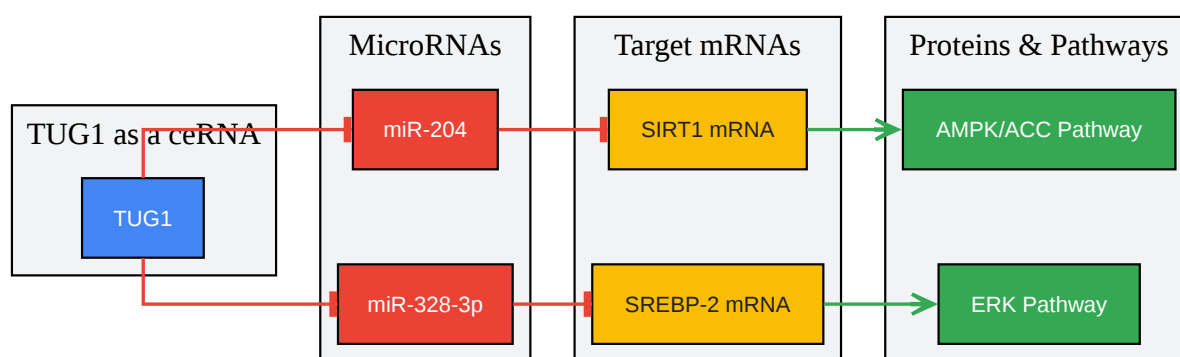 MicroRNAs
Target mRNAs
Proteins & Pathways
TUG1 as a ceRNA
miR-204
SIRT1 mRNA
AMPK/ACC Pathway
TUG1
miR-328-3p
SREBP-2 mRNA
ERK Pathway